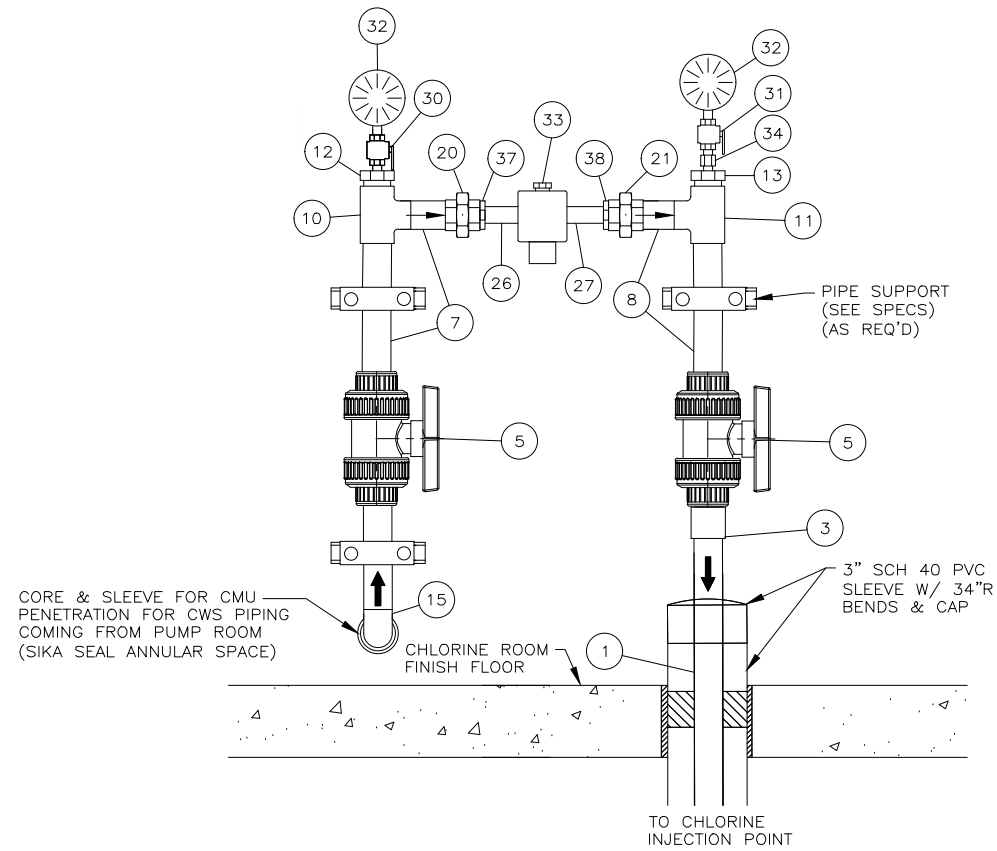 32
32
30
31
33
34
12
20
37
38
21
13
10
11
26
27
7
8
PIPE SUPPORT
(SEE SPECS)
(AS REQ'D)
5
5
3
3" SCH 40 PVC
SLEEVE W/ 34"R
BENDS & CAP
CORE & SLEEVE FOR CMU
PENETRATION FOR CWS PIPING
COMING FROM PUMP ROOM
(SIKA SEAL ANNULAR SPACE)
15
CHLORINE ROOM
FINISH FLOOR
1
TO CHLORINE
INJECTION POINT